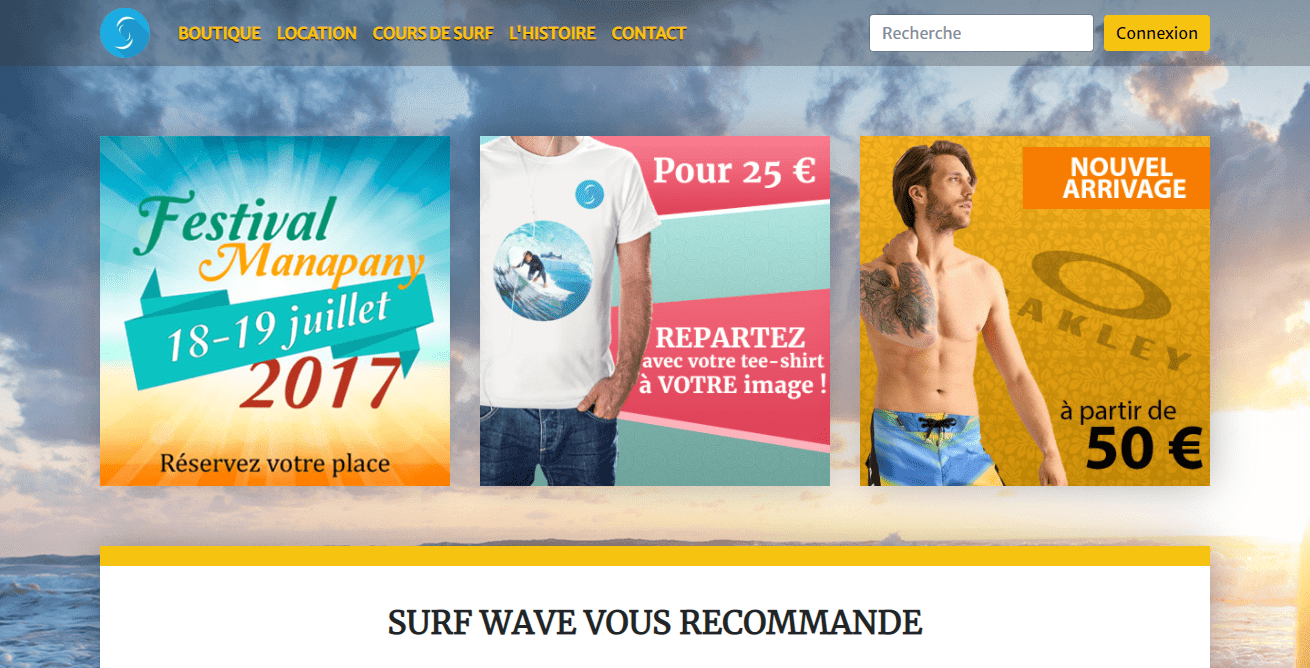 BOUTIQUE LOCATION COURS DE SURF L'HISTOIRE CONTACT Recherche Connexion
Festival
Manapany
18-19 juillet
2017
Réservez votre place
Pour 25 €
REPARTEZ
avec votre tee-shirt
à VOTRE image !
NOUVEL
ARRIVAGE
OAKLEY
à partir de
50 €
SURF WAVE VOUS RECOMMANDE